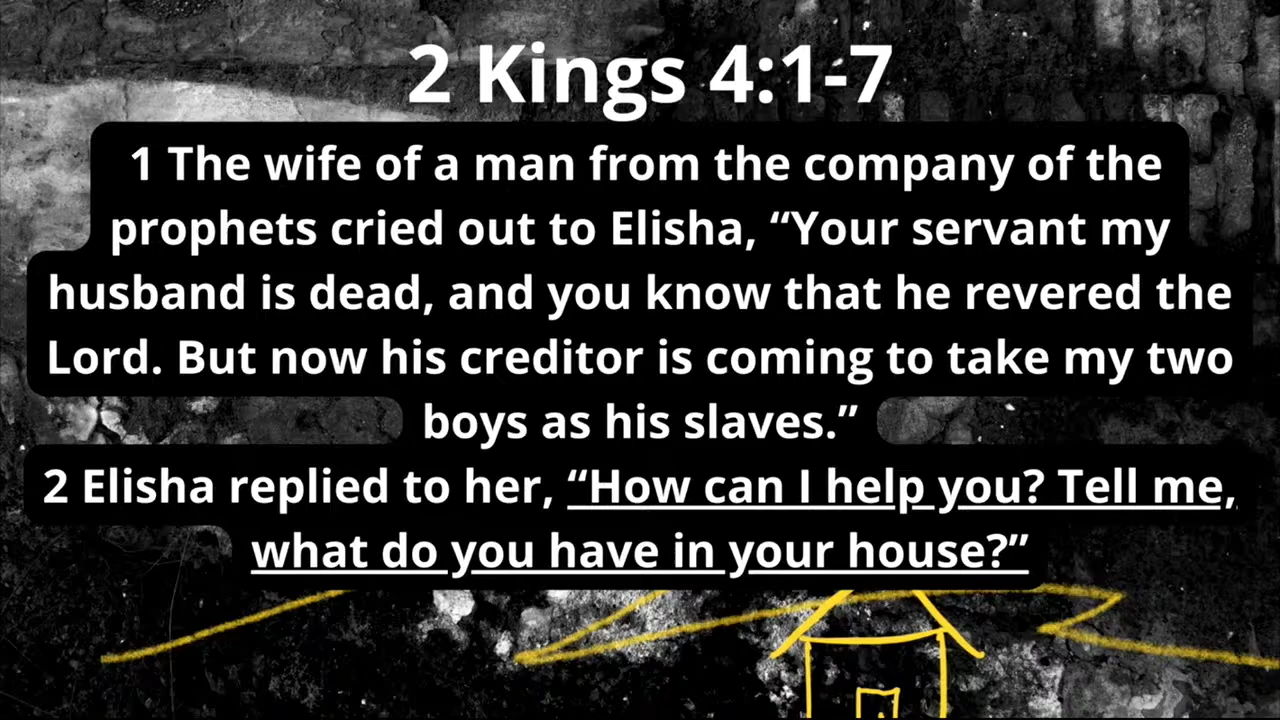 2 Kings 4:1-7
1 The wife of a man from the company of the
prophets cried out to Elisha, “Your servant my
husband is dead, and you know that he revered the
Lord. But now his creditor is coming to take my two
boys as his slaves.”
2 Elisha replied to her, “How can I help you? Tell me,
what do you have in your house?”